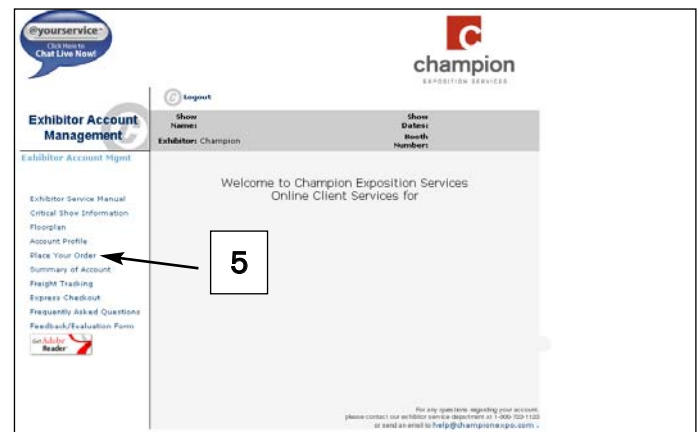 @yourservice
Click Here to
Chat Live Now!
C
champion
EXPOSITION SERVICES
C Logout
Exhibitor Account
Management
Show
Name:
Show
Dates:
Exhibitor: Champion
Booth
Number:
Exhibitor Account Mgmt
Welcome to Champion Exposition Services
Online Client Services for
Exhibitor Service Manual
Critical Show Information
Floorplan
Account Profile
Place Your Order
5
Summary of Account
Freight Tracking
Express Checkout
Frequently Asked Questions
Feedback/Evaluation Form
Get Adobe
Reader
For any questions regarding your account,
please contact our exhibitor service department at
or send an email to help@championexpo.com .